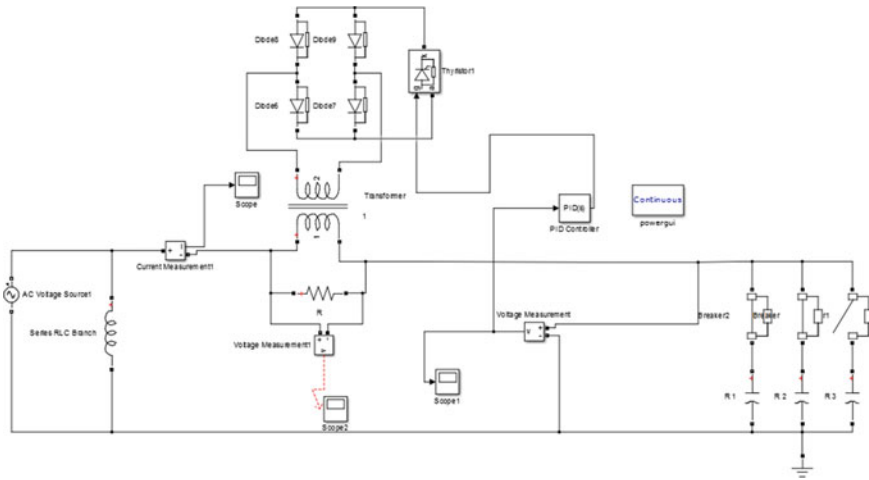 Diode8
Diode9
Thyristor1
Diode6
Diode7
Scope
2
Transformer
1
1
PID(s)
PID Controller
Continuous
powergui
Current Measurement1
AC Voltage Source1
Series RLC Branch
R
Voltage Measurement1
Voltage Measurement
Breaker2
Breaker
Scope1
Scope2
R 1
R 2
R 3